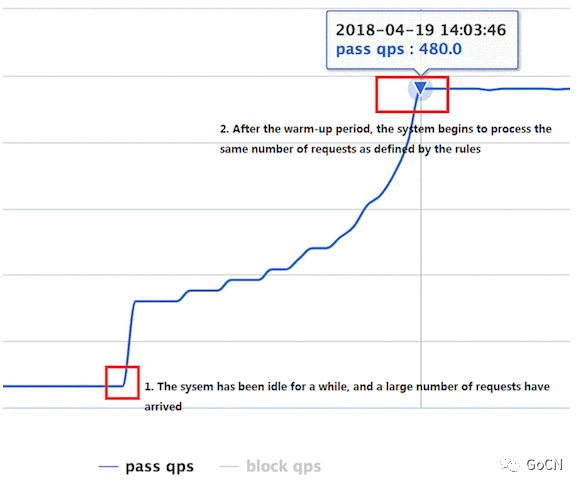 2018-04-19 14:03:46
pass qps : 480.0
2. After the warm-up period, the system begins to process the
same number of requests as defined by the rules
1. The sysem has been idle for a while, and a large number of requests have
arrived
pass qps
block qps
GoCN